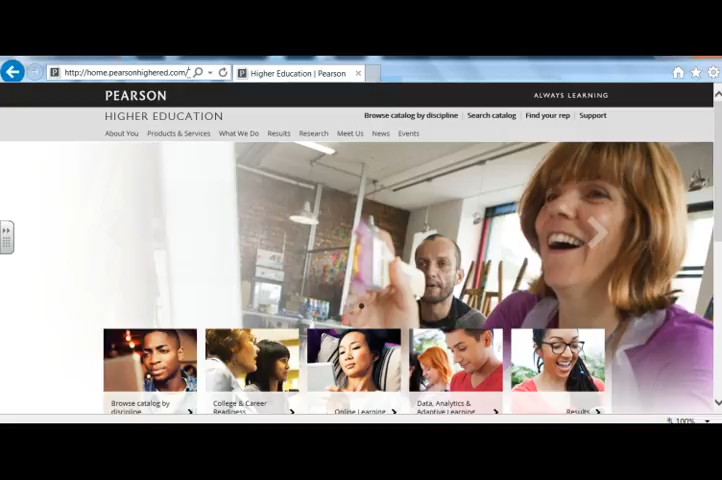 http://home.pearsonhighered.com/
Higher Education | Pearson
PEARSON
ALWAYS LEARNING
HIGHER EDUCATION
Browse catalog by discipline | Search catalog | Find your rep | Support
About You Products & Services What We Do Results Research Meet Us News Events
Browse catalog by
discipline
College & Career
Readiness
Online Learning
Data, Analytics &
Adaptive Learning
Results
100%